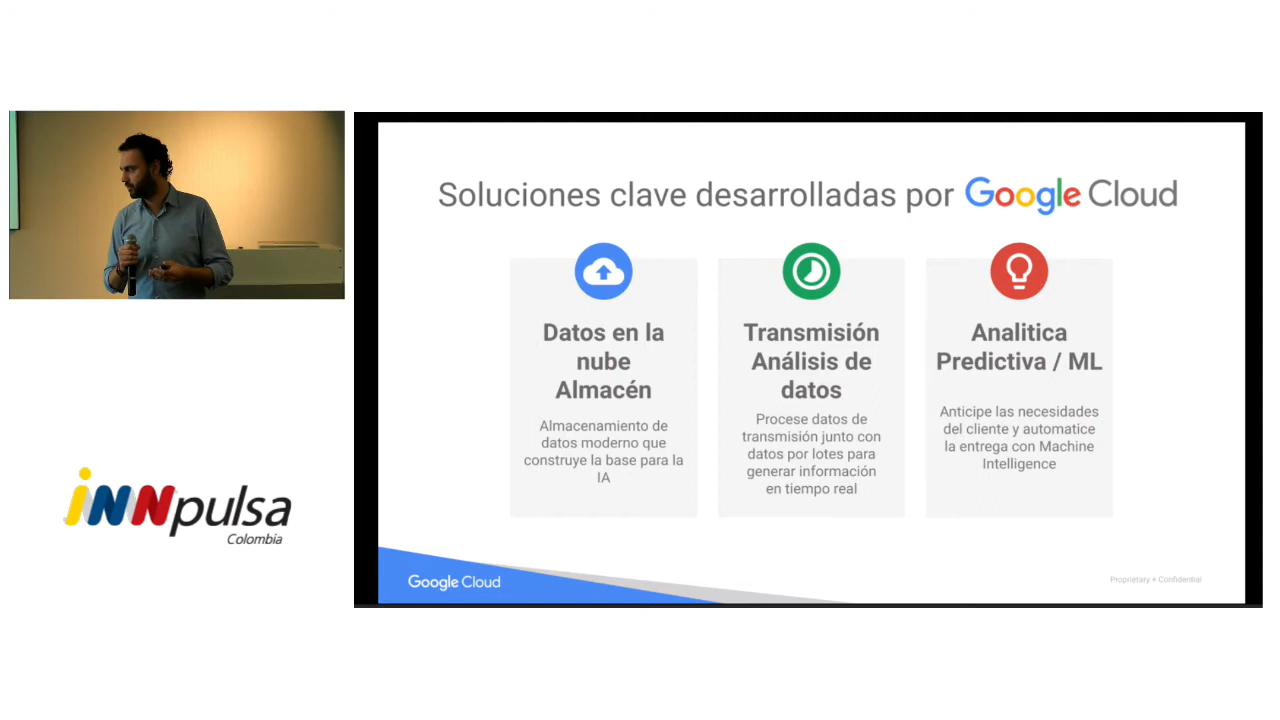 Soluciones clave desarrolladas por Google Cloud
Datos en la
nube
Almacén
Almacenamiento de
datos moderno que
construye la base para la
IA
Transmisión
Análisis de
datos
Procese datos de
transmisión junto con
datos por lotes para
generar información
en tiempo real
Analitica
Predictiva / ML
Anticipe las necesidades
del cliente y automatice
la entrega con Machine
Intelligence
Google Cloud
Proprietary + Confidential
iNNpulsa
Colombia